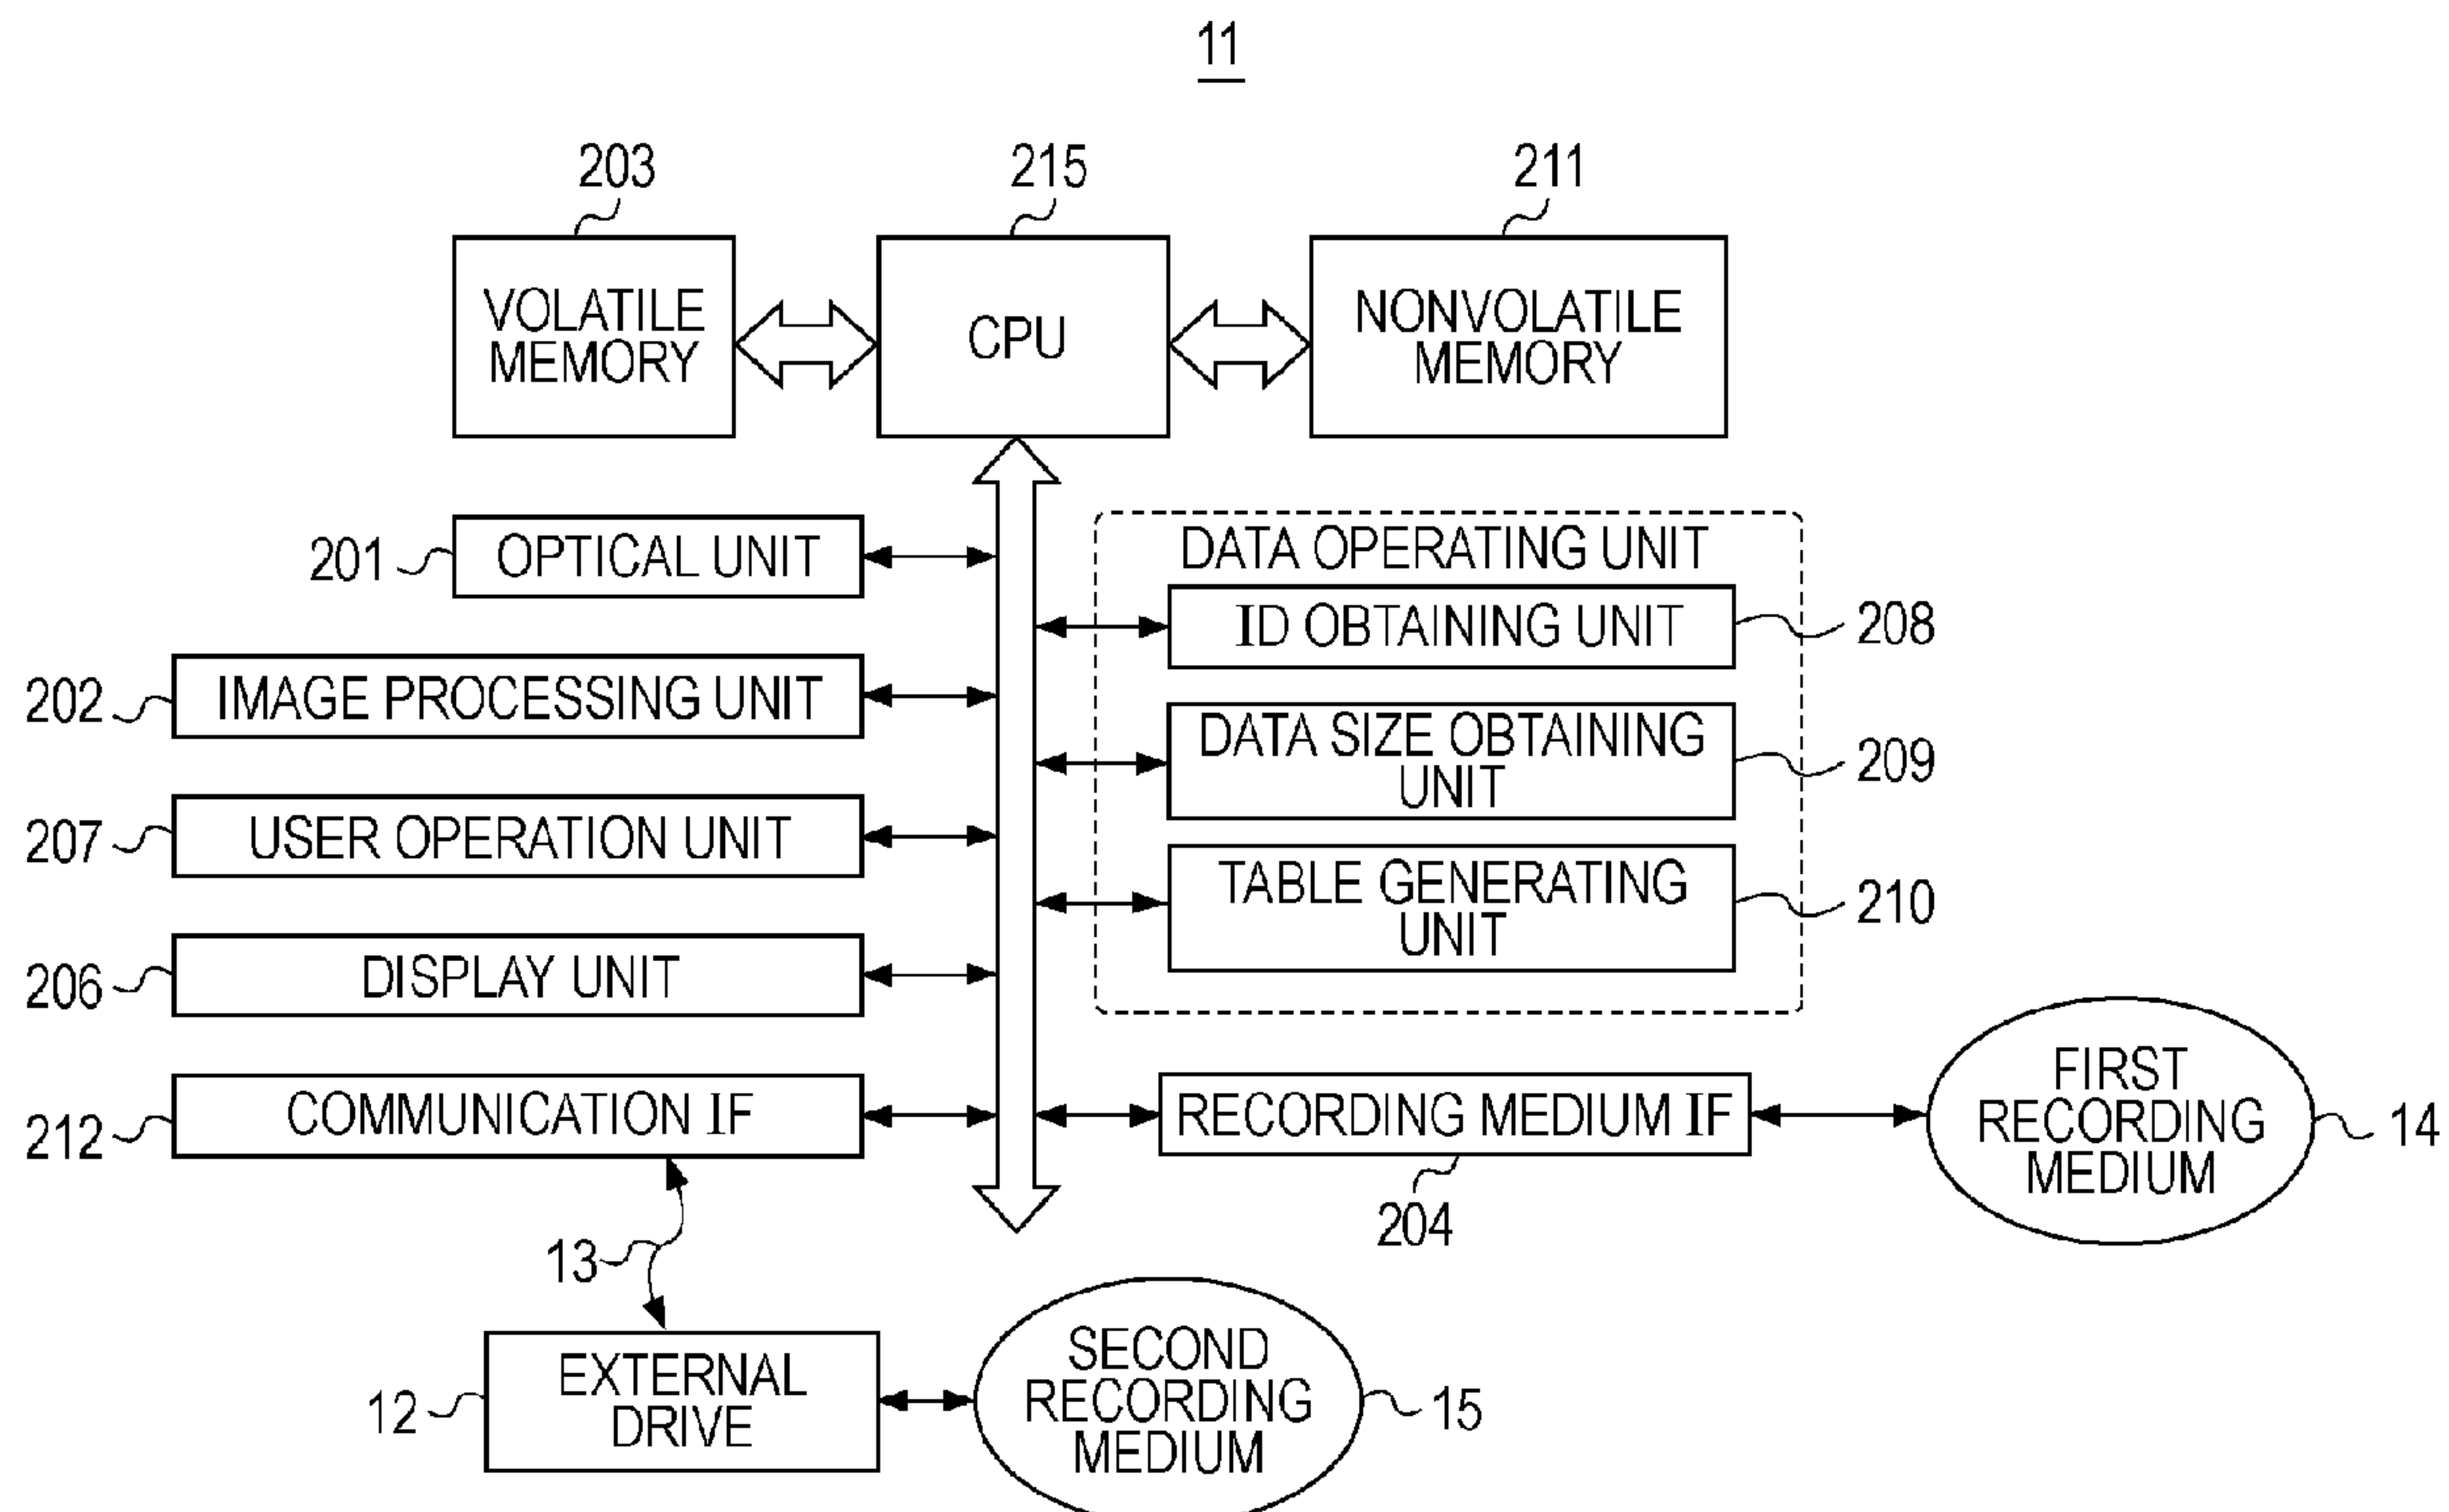 11
203
215
211
VOLATILE
MEMORY
CPU
NONVOLATILE
MEMORY
201
OPTICAL UNIT
DATA OPERATING UNIT
ID OBTAINING UNIT
208
202
IMAGE PROCESSING UNIT
DATA SIZE OBTAINING
UNIT
209
207
USER OPERATION UNIT
TABLE GENERATING
UNIT
210
206
DISPLAY UNIT
212
COMMUNICATION IF
RECORDING MEDIUM IF
204
FIRST
RECORDING
MEDIUM
14
13
12
EXTERNAL
DRIVE
SECOND
RECORDING
MEDIUM
15